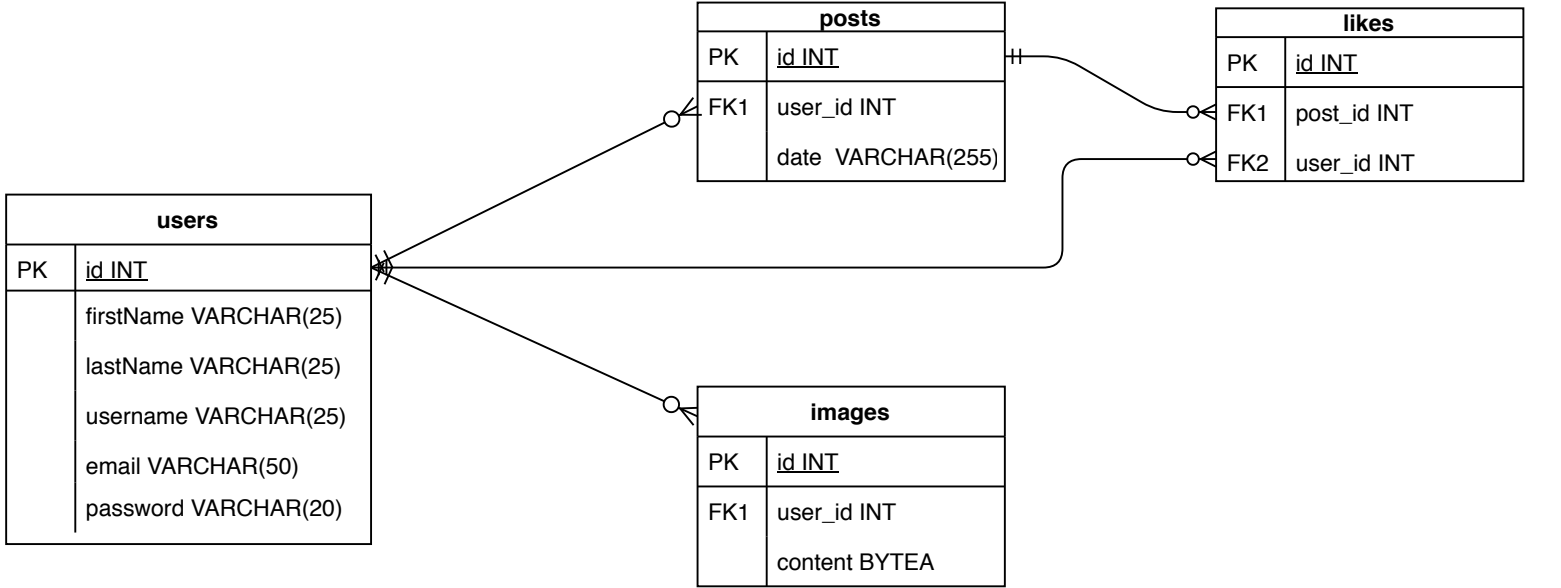 posts
PK id INT
FK1 user_id INT
date VARCHAR(255)
likes
PK id INT
FK1 post_id INT
FK2 user_id INT
users
PK id INT
firstName VARCHAR(25)
lastName VARCHAR(25)
username VARCHAR(25)
email VARCHAR(50)
password VARCHAR(20)
images
PK id INT
FK1 user_id INT
content BYTEA